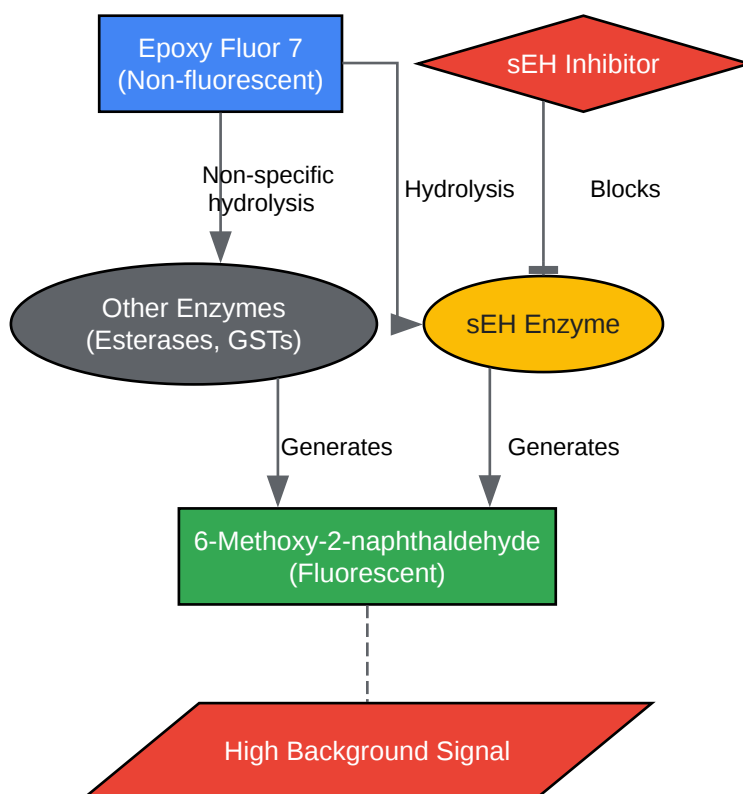 Epoxy Fluor 7
(Non-fluorescent)
sEH Inhibitor
Non-specific
hydrolysis
Hydrolysis
Blocks
Other Enzymes
(Esterases, GSTs)
sEH Enzyme
Generates
Generates
6-Methoxy-2-naphthaldehyde
(Fluorescent)
High Background Signal